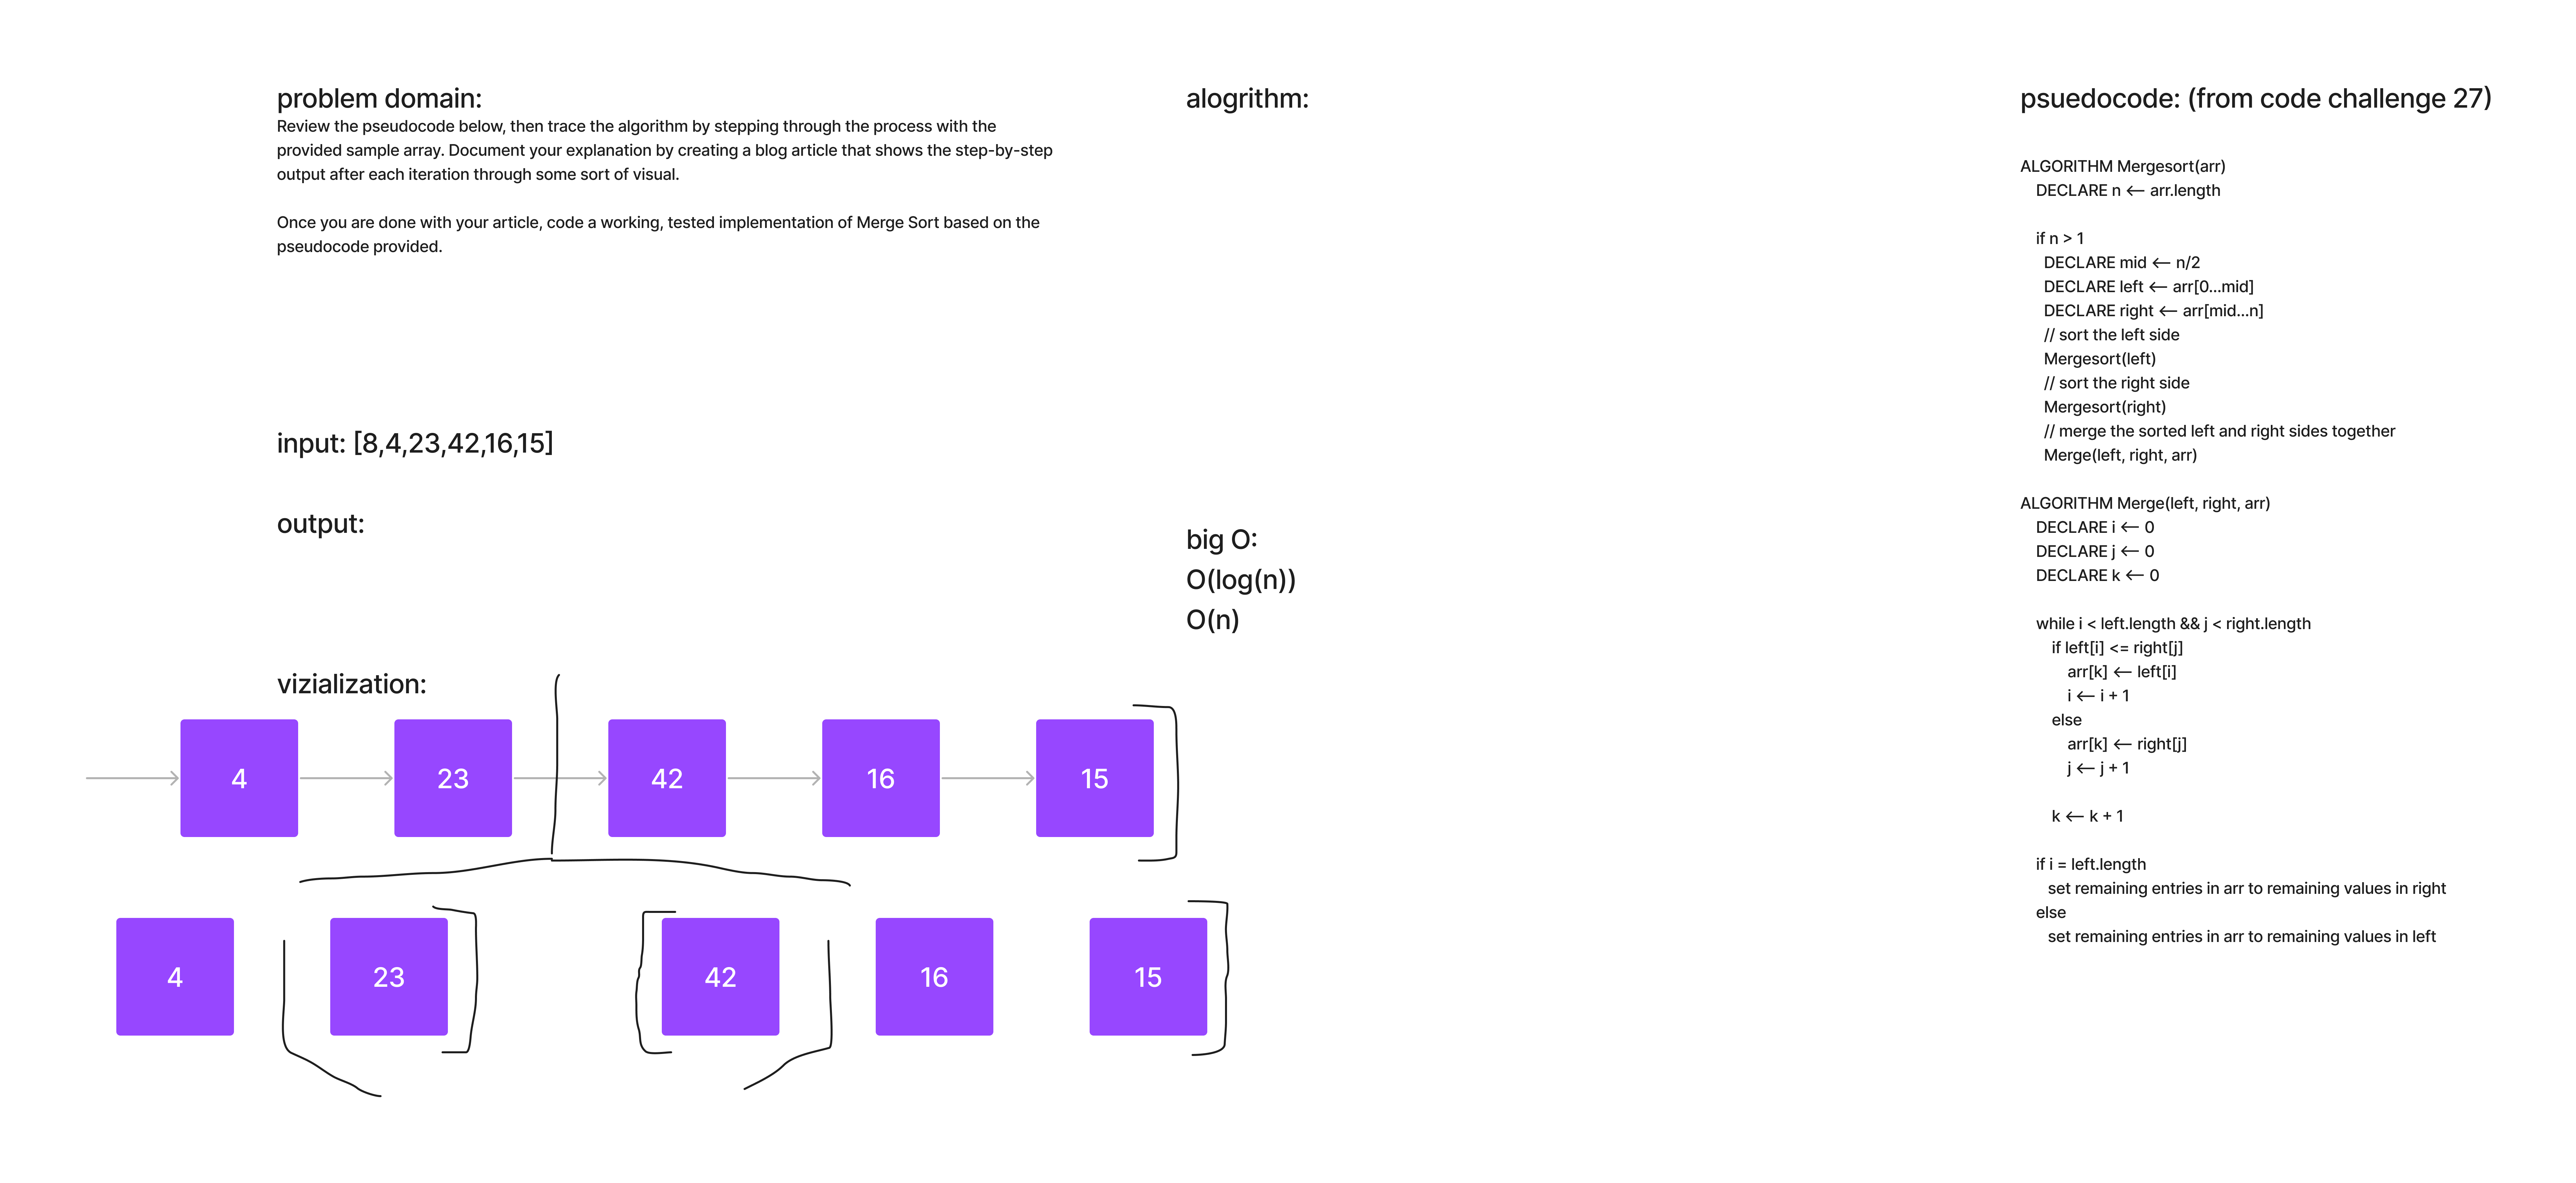 problem domain:
Review the pseudocode below, then trace the algorithm by stepping through the process with the
provided sample array. Document your explanation by creating a blog article that shows the step-by-step
output after each iteration through some sort of visual.
Once you are done with your article, code a working, tested implementation of Merge Sort based on the
pseudocode provided.
input: [8,4,23,42,16,15]
output:
vizialization:
4
23
42
16
15
4
23
42
16
15
alogrithm:
big O:
O(log(n))
O(n)
psuedocode: (from code challenge 27)
ALGORITHM Mergesort(arr)
DECLARE n <-- arr.length
if n > 1
DECLARE mid <-- n/2
DECLARE left <-- arr[0...mid]
DECLARE right <-- arr[mid...n]
// sort the left side
Mergesort(left)
// sort the right side
Mergesort(right)
// merge the sorted left and right sides together
Merge(left, right, arr)
ALGORITHM Merge(left, right, arr)
DECLARE i <-- 0
DECLARE j <-- 0
DECLARE k <-- 0
while i < left.length && j < right.length
if left[i] <= right[j]
arr[k] <-- left[i]
i <-- i + 1
else
arr[k] <-- right[j]
j <-- j + 1
k <-- k + 1
if i = left.length
set remaining entries in arr to remaining values in right
else
set remaining entries in arr to remaining values in left